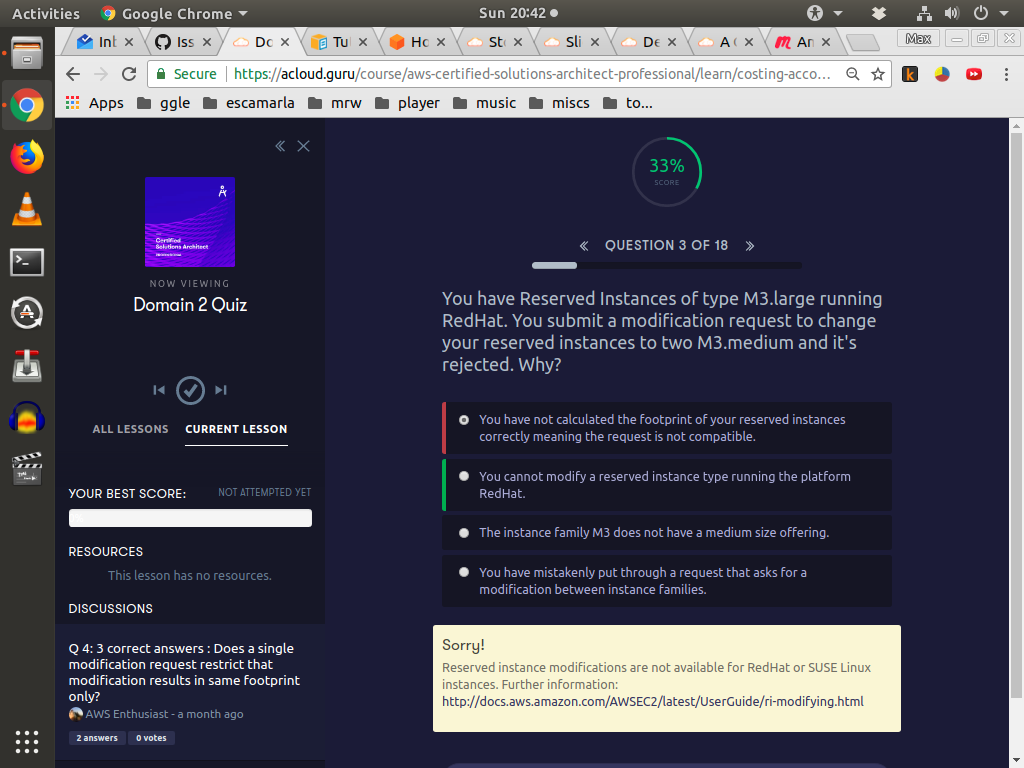 Activities
Google Chrome
Sun 20:42
Inb
Iss
Do
Tul
Ho
Sto
Sli
De
A C
An
Max
Secure
https://acloud.guru/course/aws-certified-solutions-architect-professional/learn/costing-acco...
Apps
ggle
escamarla
mrw
player
music
miscs
to...
Certified
Solutions Architect
NOW VIEWING
Domain 2 Quiz
ALL LESSONS
CURRENT LESSON
YOUR BEST SCORE:
NOT ATTEMPTED YET
RESOURCES
This lesson has no resources.
DISCUSSIONS
Q 4: 3 correct answers : Does a single
modification request restrict that
modification results in same footprint
only?
AWS Enthusiast - a month ago
2 answers
0 votes
33%
SCORE
QUESTION 3 OF 18
You have Reserved Instances of type M3.large running
RedHat. You submit a modification request to change
your reserved instances to two M3.medium and it's
rejected. Why?
You have not calculated the footprint of your reserved instances
correctly meaning the request is not compatible.
You cannot modify a reserved instance type running the platform
RedHat.
The instance family M3 does not have a medium size offering.
You have mistakenly put through a request that asks for a
modification between instance families.
Sorry!
Reserved instance modifications are not available for RedHat or SUSE Linux
instances. Further information:
http://docs.aws.amazon.com/AWSEC2/latest/UserGuide/ri-modifying.html